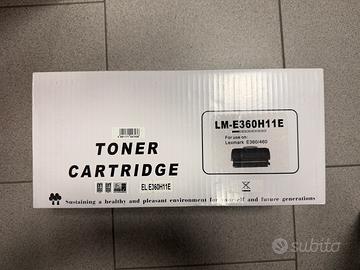 LM-E360H11E
For use on:
Lexmark E360/460
TONER
CARTRIDGE
EL-E360H11E
Sustaining a healthy and pleasant environment for yourself and future generations
subito